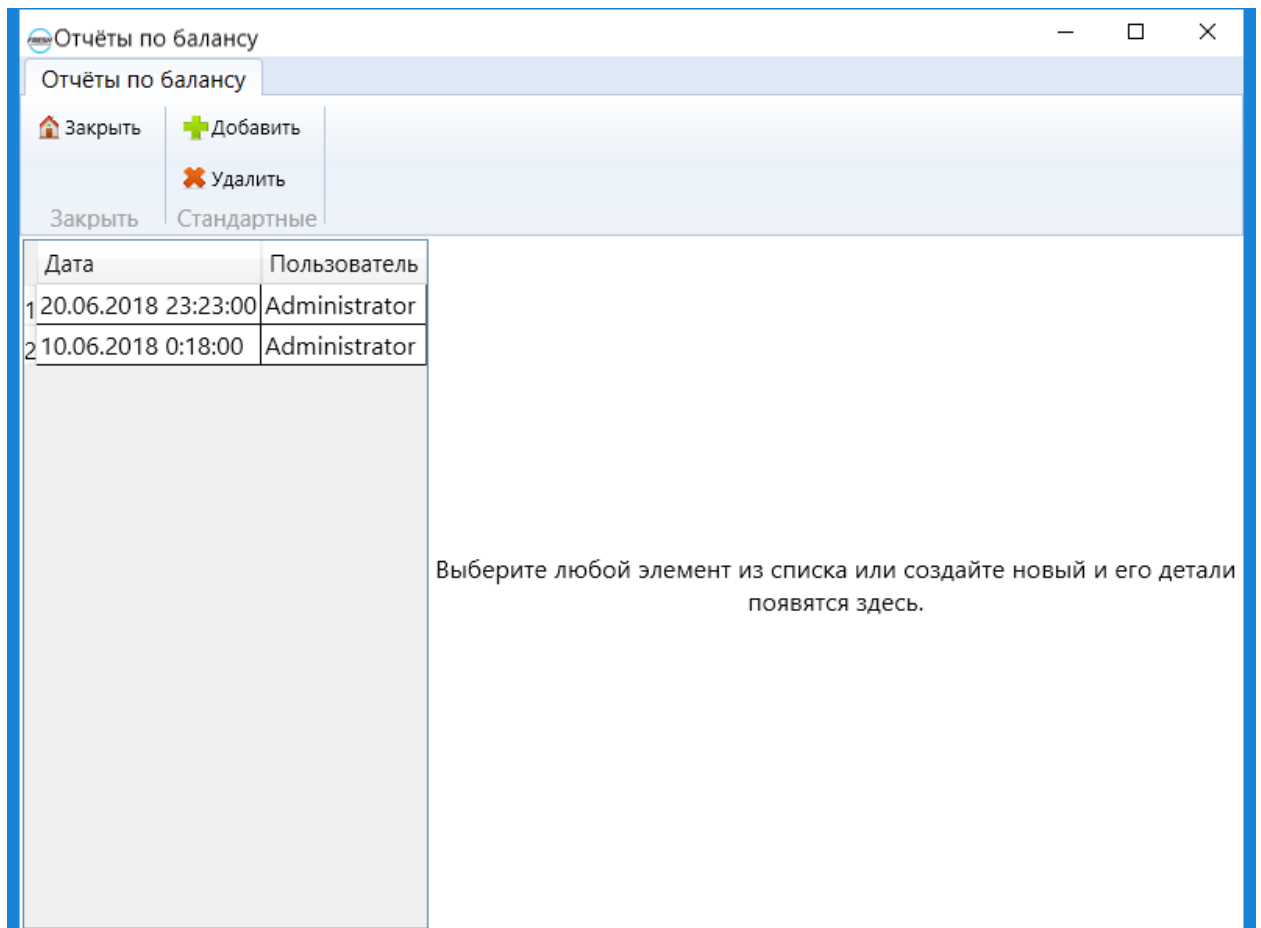 FRESH Отчёты по балансу
Отчёты по балансу
Закрыть Добавить
Удалить
Закрыть Стандартные
Дата Пользователь
1 20.06.2018 23:23:00 Administrator
2 10.06.2018 0:18:00 Administrator
Выберите любой элемент из списка или создайте новый и его детали
появятся здесь.